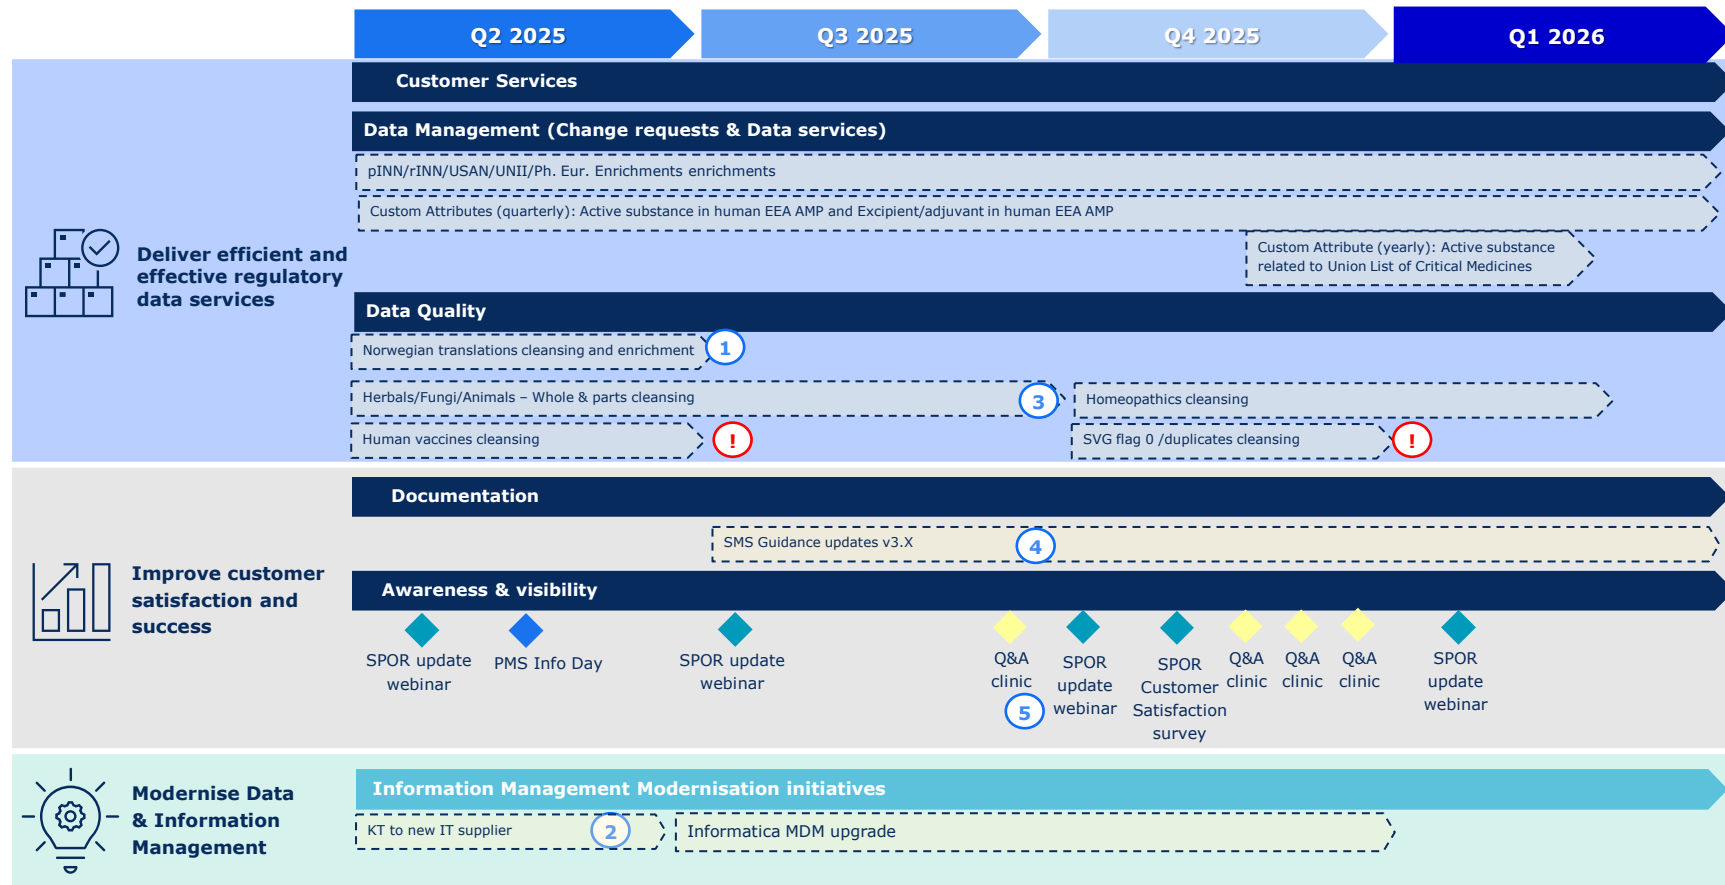 Q2 2025
Q3 2025
Q4 2025
Q1 2026
Deliver efficient and
effective regulatory
data services
Customer Services
Data Management (Change requests & Data services)
pINN/rINN/USAN/UNII/Ph. Eur. Enrichments enrichments
Custom Attributes (quarterly): Active substance in human EEA AMP and Excipient/adjuvant in human EEA AMP
Custom Attribute (yearly): Active substance
related to Union List of Critical Medicines
Data Quality
Norwegian translations cleansing and enrichment
1
Herbals/Fungi/Animals – Whole & parts cleansing
3
Homeopathics cleansing
Human vaccines cleansing
!
SVG flag 0 /duplicates cleansing
!
Improve customer
satisfaction and
success
Documentation
SMS Guidance updates v3.X
4
Awareness & visibility
SPOR update
webinar
PMS Info Day
SPOR update
webinar
Q&A
clinic
5
SPOR
update
webinar
SPOR
Customer
Satisfaction
survey
Q&A
clinic
Q&A
clinic
Q&A
clinic
SPOR
update
webinar
Modernise Data
& Information
Management
Information Management Modernisation initiatives
KT to new IT supplier
2
Informatica MDM upgrade